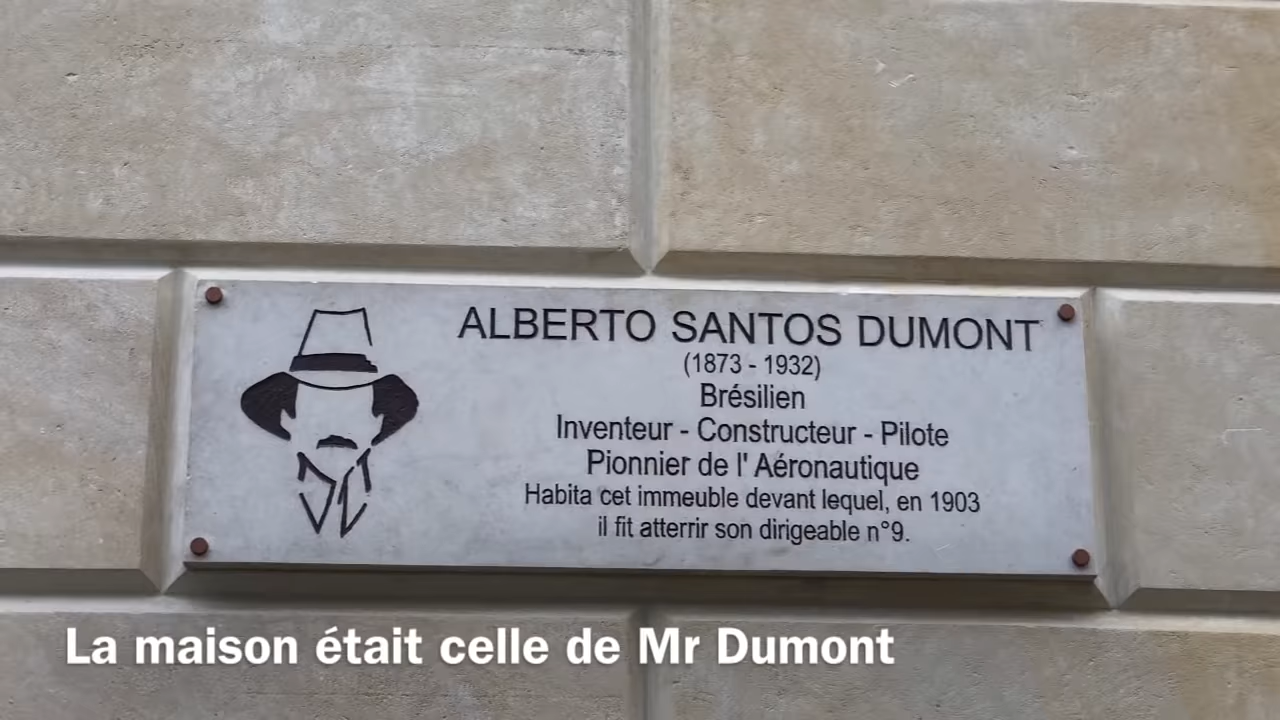 ALBERTO SANTOS DUMONT
(1873 - 1932)
Brésilien
Inventeur - Constructeur - Pilote
Pionnier de l' Aéronautique
Habita cet immeuble devant lequel, en 1903
il fit atterrir son dirigeable n°9.
La maison était celle de Mr Dumont